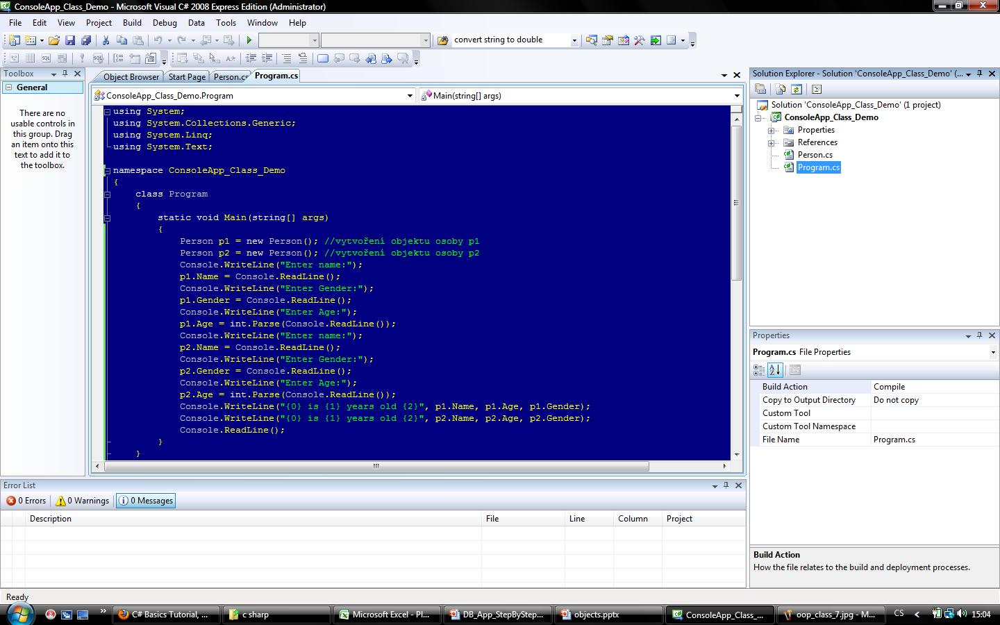 ConsoleApp_Class_Demo - Microsoft Visual C# 2008 Express Edition (Administrator)
File Edit View Project Build Debug Data Tools Window Help
convert string to double
Toolbox
General
There are no
usable controls in
this group. Drag
an item onto this
text to add it to
the toolbox.
Object Browser Start Page Person.cs Program.cs
ConsoleApp_Class_Demo.Program Main(string[] args)
using System;
using System.Collections.Generic;
using System.Linq;
using System.Text;
namespace ConsoleApp_Class_Demo
{
class Program
{
static void Main(string[] args)
{
Person p1 = new Person(); //vytvoření objektu osoby p1
Person p2 = new Person(); //vytvoření objektu osoby p2
Console.WriteLine("Enter name:");
p1.Name = Console.ReadLine();
Console.WriteLine("Enter Gender:");
p1.Gender = Console.ReadLine();
Console.WriteLine("Enter Age:");
p1.Age = int.Parse(Console.ReadLine());
Console.WriteLine("Enter name:");
p2.Name = Console.ReadLine();
Console.WriteLine("Enter Gender:");
p2.Gender = Console.ReadLine();
Console.WriteLine("Enter Age:");
p2.Age = int.Parse(Console.ReadLine());
Console.WriteLine("{0} is {1} years old {2}", p1.Name, p1.Age, p1.Gender);
Console.WriteLine("{0} is {1} years old {2}", p2.Name, p2.Age, p2.Gender);
Console.ReadLine();
}
}
Solution Explorer - Solution 'ConsoleApp_Class_Demo' (...
Solution 'ConsoleApp_Class_Demo' (1 project)
ConsoleApp_Class_Demo
Properties
References
Person.cs
Program.cs
Properties
Program.cs File Properties
Build Action Compile
Copy to Output Directory Do not copy
Custom Tool
Custom Tool Namespace
File Name Program.cs
Build Action
How the file relates to the build and deployment processes.
Error List
0 Errors 0 Warnings 0 Messages
Description File Line Column Project
Ready
C# Basics Tutorial, ... c sharp Microsoft Excel - Pl... DB_App_StepByStep... objects.pptx ConsoleApp_Class_... oop_class_7.jpg - M... CS 15:04